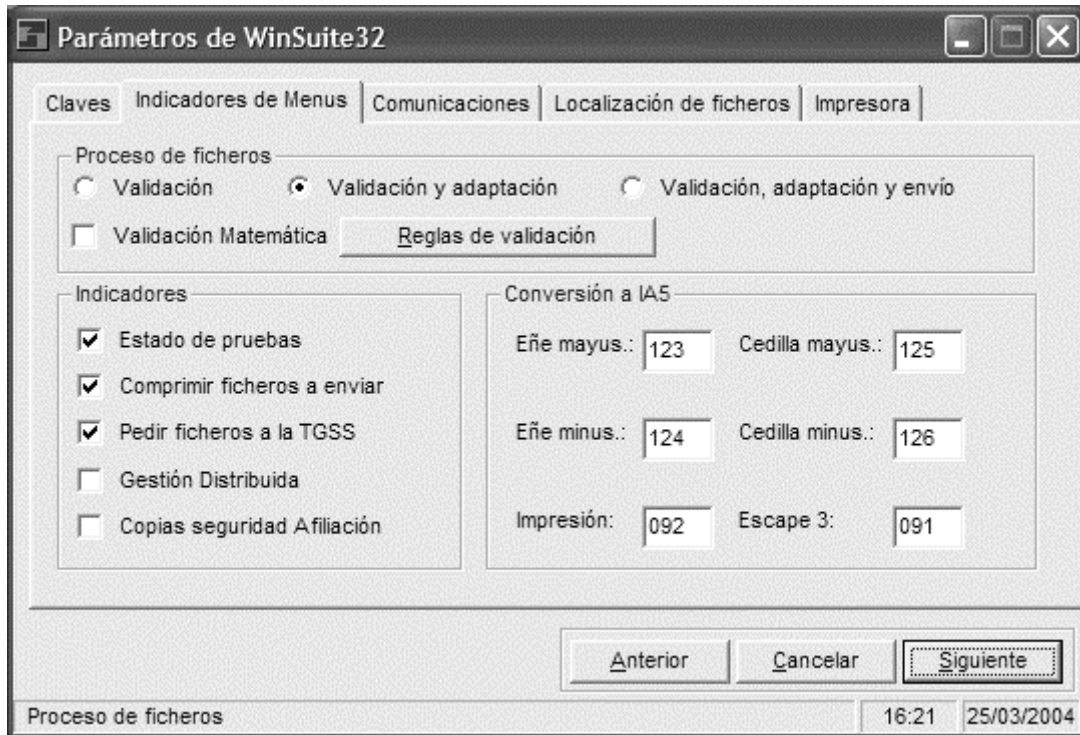 Parámetros de WinSuite32
Claves Indicadores de Menus Comunicaciones Localización de ficheros Impresora
Proceso de ficheros
Validación Validación y adaptación Validación, adaptación y envío
Validación Matemática Reglas de validación
Indicadores Conversión a IA5
Estado de pruebas Eñe mayus.: 123 Cedilla mayus.: 125
Comprimir ficheros a enviar
Pedir ficheros a la TGSS Eñe minus.: 124 Cedilla minus.: 126
Gestión Distribuida
Copias seguridad Afiliación Impresión: 092 Escape 3: 091
Anterior Cancelar Siguiente
Proceso de ficheros 16:21 25/03/2004